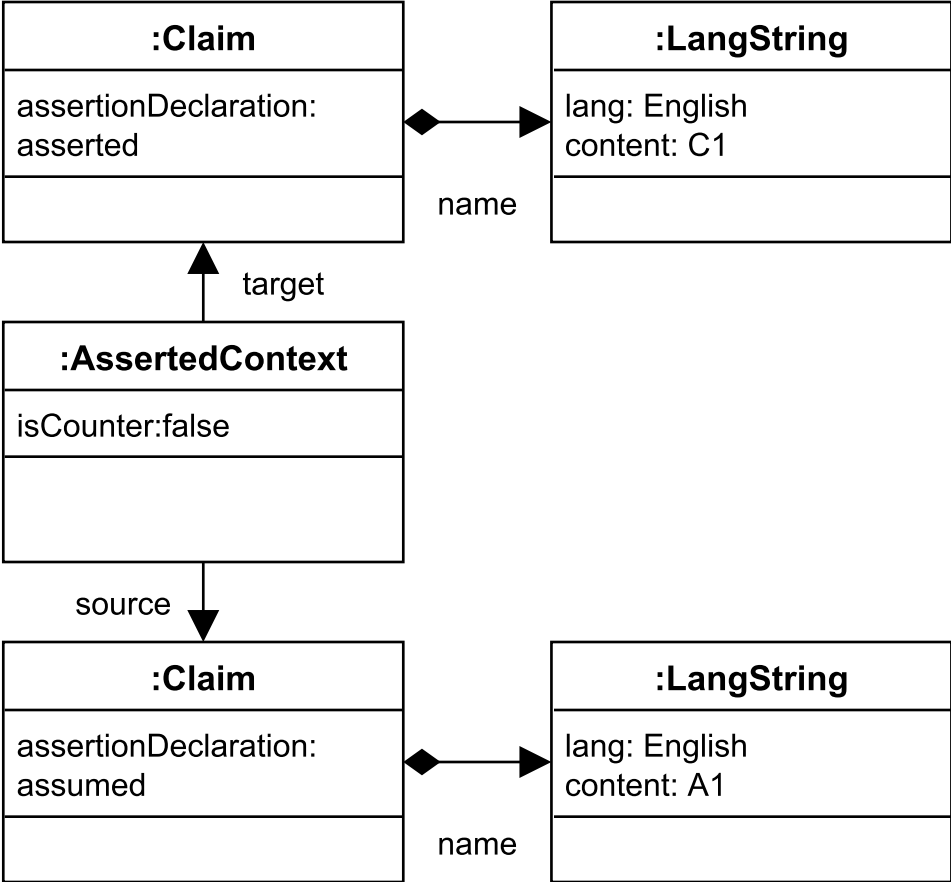 :Claim
assertionDeclaration:
asserted
name
:LangString
lang: English
content: C1
target
:AssertedContext
isCounter:false
source
:Claim
assertionDeclaration:
assumed
name
:LangString
lang: English
content: A1